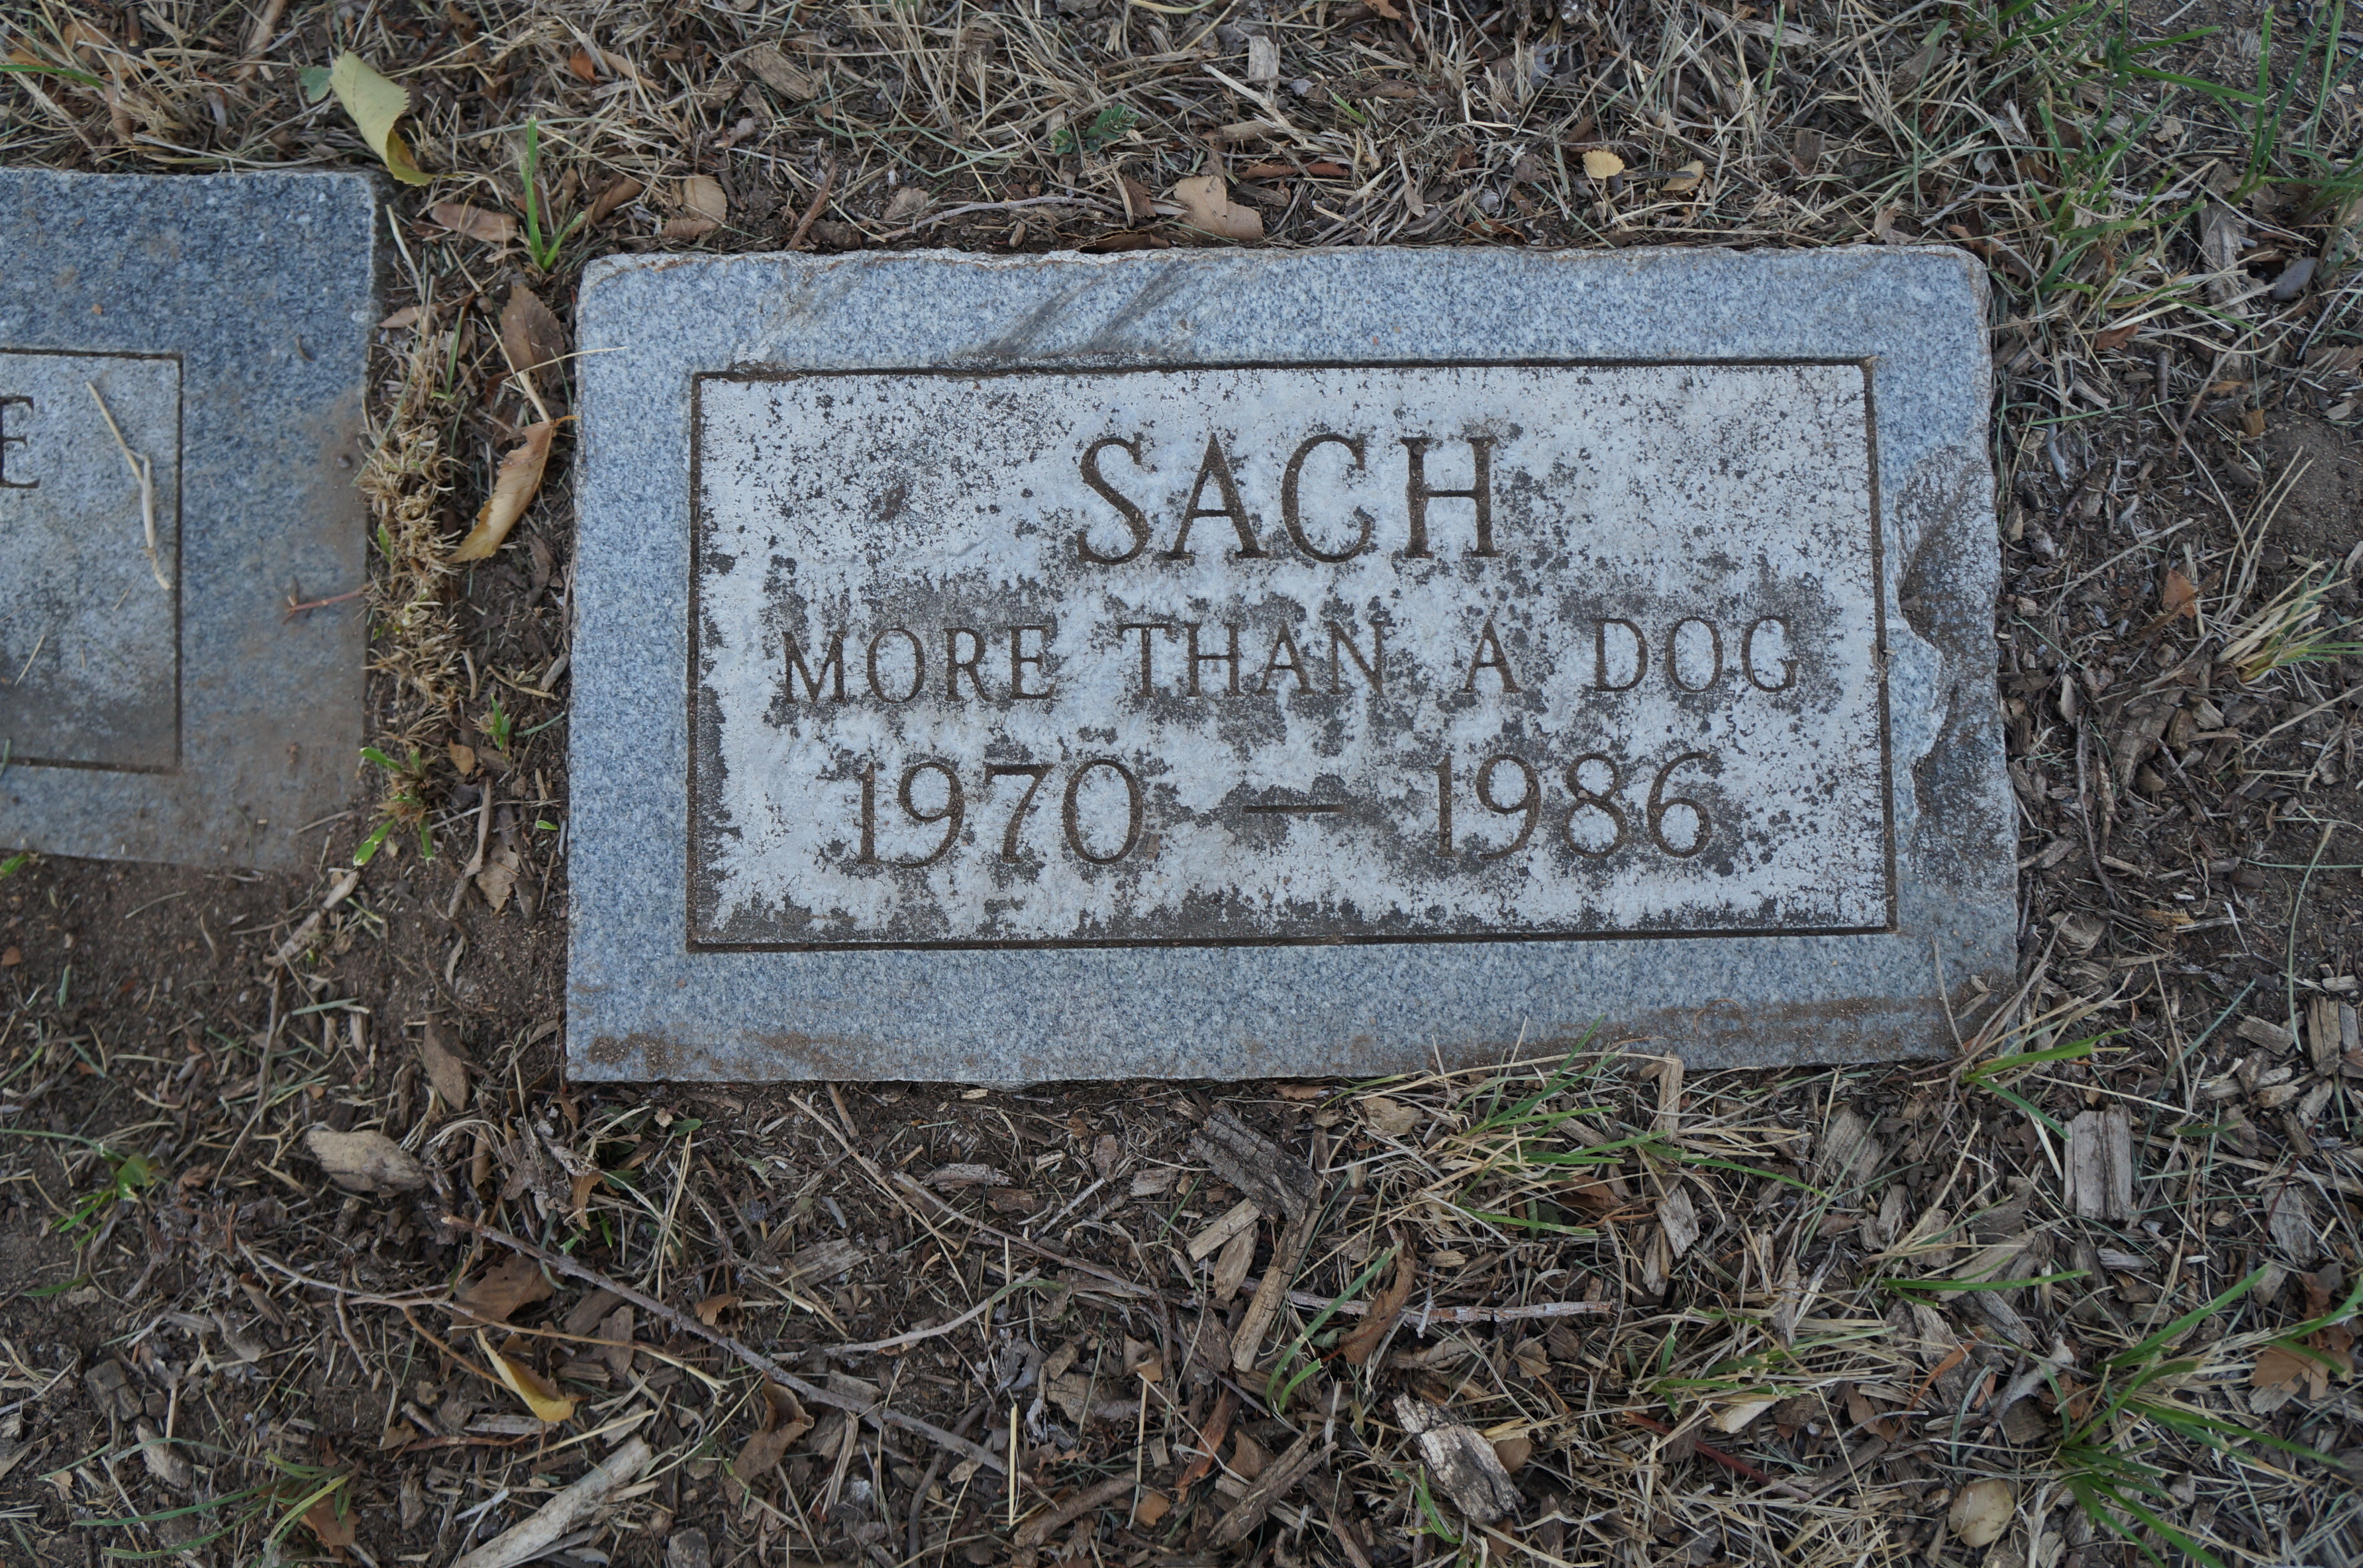 SACH
MORE THAN A DOG
1970 — 1986